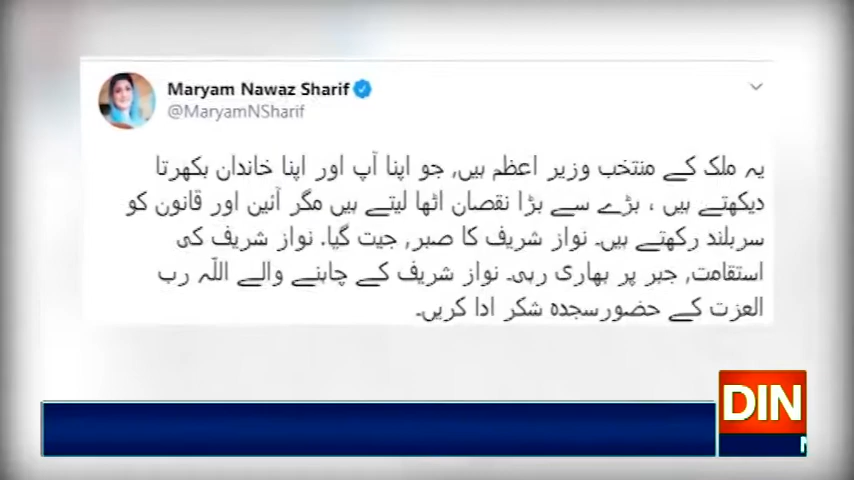 Maryam Nawaz Sharif
@MaryamNSharif
یہ ملک کے منتخب وزیر اعظم ہیں, جو اپنا آپ اور اپنا خاندان بکھرتا
دیکھتے ہیں ، بڑے سے بڑا نقصان اٹھا لیتے ہیں مگر آئین اور قانون کو
سربلند رکھتے ہیں۔ نواز شریف کا صبر, جیت گیا. نواز شریف کی
استقامت, جبر پر بھاری رہی۔ نواز شریف کے چاہنے والے اللّہ رب
العزت کے حضورسجدہ شکر ادا کریں۔
DIN